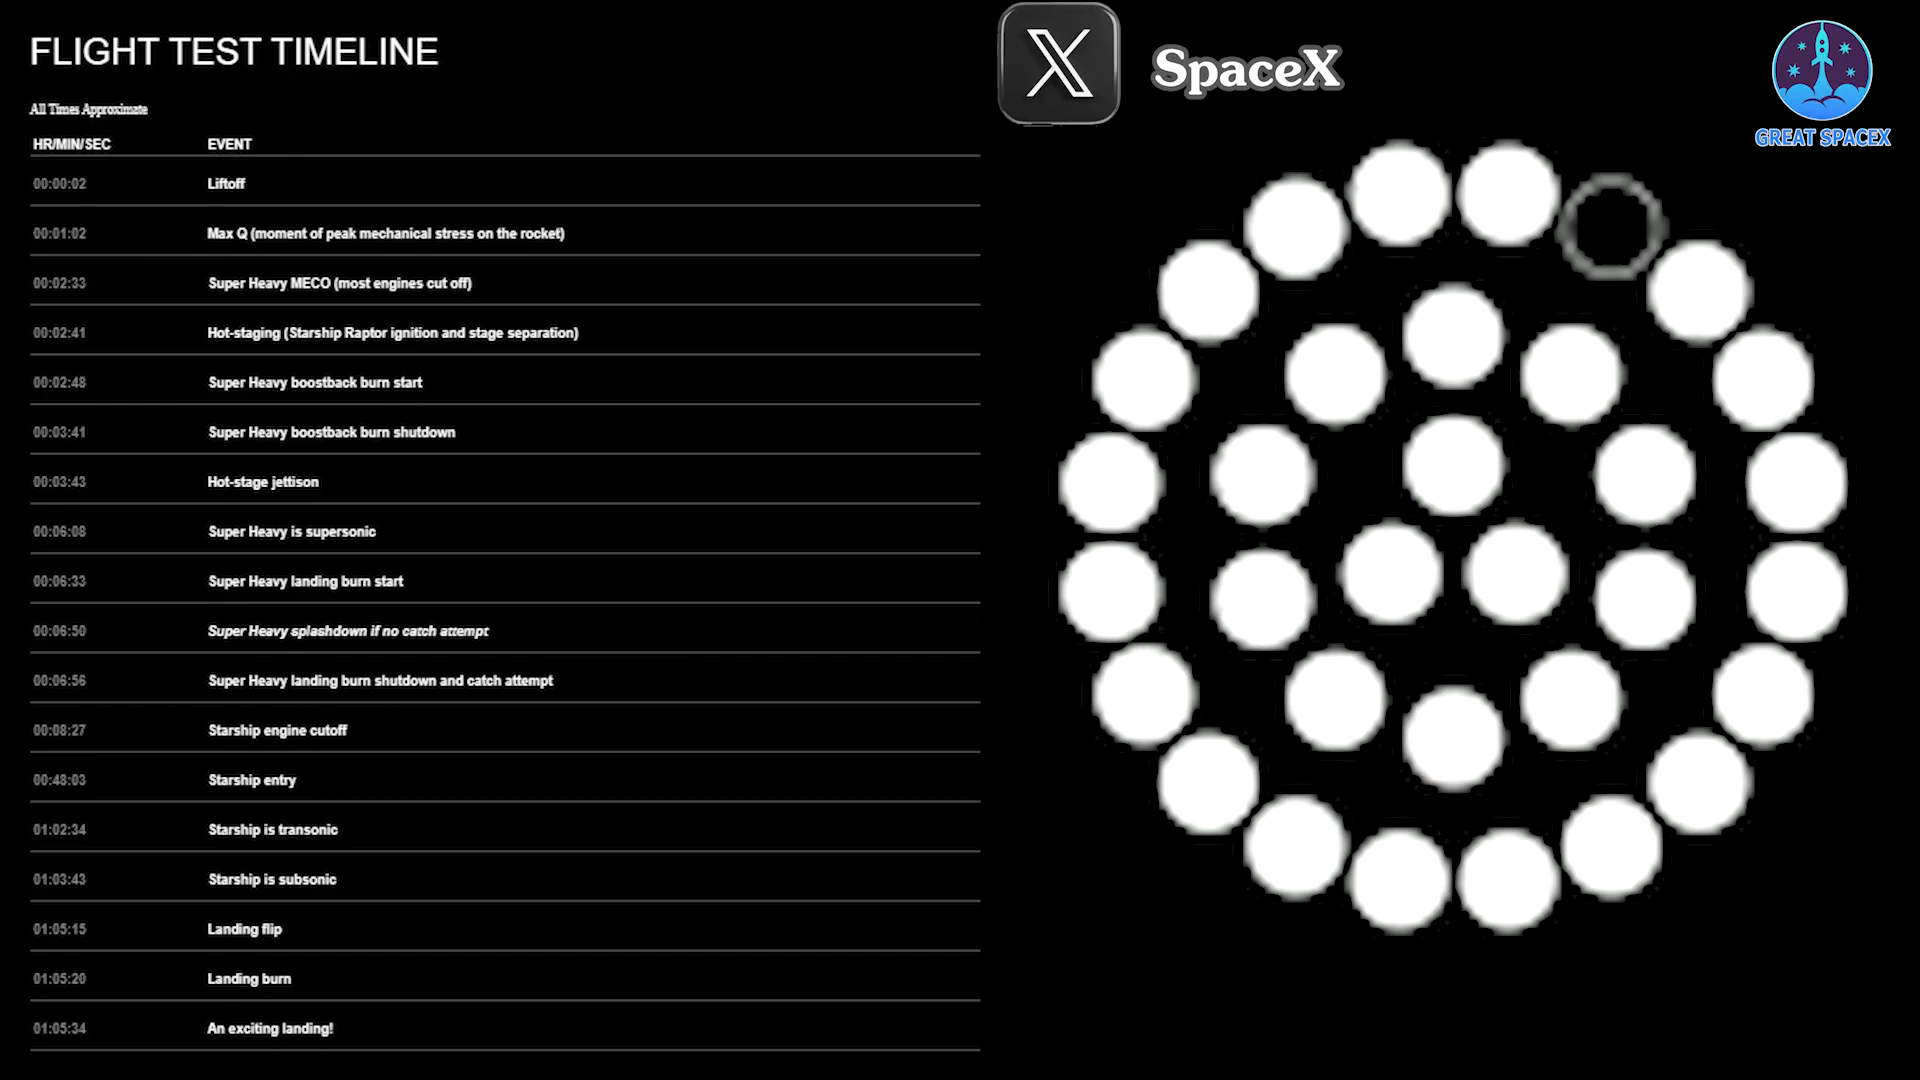 FLIGHT TEST TIMELINE
All Times Approximate
HR/MIN/SEC EVENT
00:00:02 Liftoff
00:01:02 Max Q (moment of peak mechanical stress on the rocket)
00:02:33 Super Heavy MECO (most engines cut off)
00:02:41 Hot-staging (Starship Raptor ignition and stage separation)
00:02:48 Super Heavy boostback burn start
00:03:41 Super Heavy boostback burn shutdown
00:03:43 Hot-stage jettison
00:06:08 Super Heavy is supersonic
00:06:33 Super Heavy landing burn start
00:06:50 Super Heavy splashdown if no catch attempt
00:06:56 Super Heavy landing burn shutdown and catch attempt
00:08:27 Starship engine cutoff
00:48:03 Starship entry
01:02:34 Starship is transonic
01:03:43 Starship is subsonic
01:05:15 Landing flip
01:05:20 Landing burn
01:05:34 An exciting landing!
X SpaceX
GREAT SPACEX